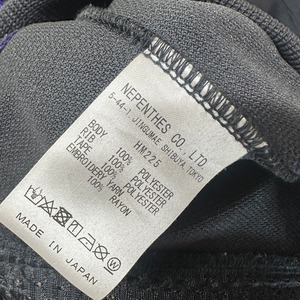 NEPENTHES CO., LTD
5-44-1, JINGUMAE SHIBUYA, TOKYO
HM225
BODY 100% POLYESTER
RIB 100% POLYESTER
TAPE 100% POLYESTER
EMBROIDERY YARN RAYON
MADE IN JAPAN